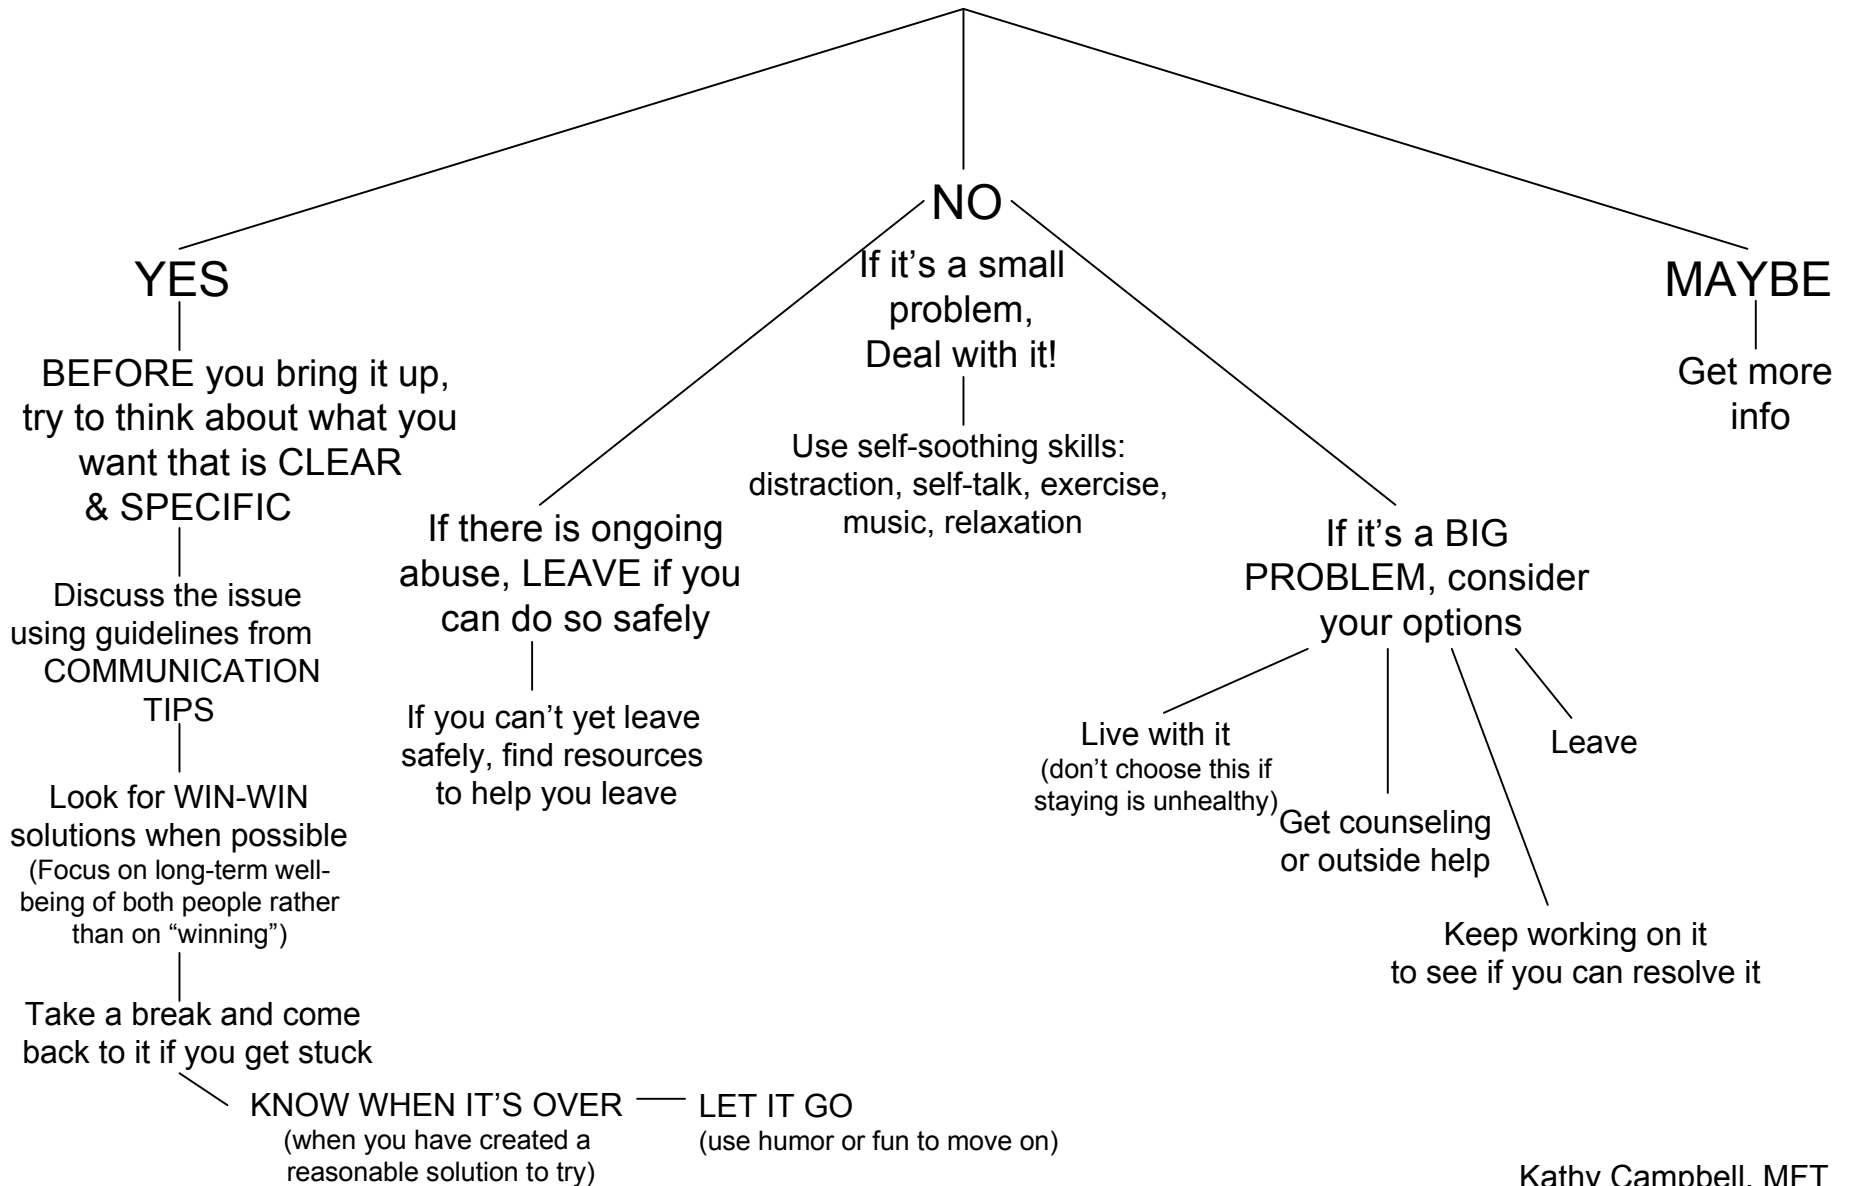 NO
YES
MAYBE
If it's a small
problem,
Deal with it!
BEFORE you bring it up,
try to think about what you
want that is CLEAR
& SPECIFIC
Get more
info
Use self-soothing skills:
distraction, self-talk, exercise,
music, relaxation
If there is ongoing
abuse, LEAVE if you
can do so safely
If it's a BIG
PROBLEM, consider
your options
Discuss the issue
using guidelines from
COMMUNICATION
TIPS
If you can't yet leave
safely, find resources
to help you leave
Live with it
(don't choose this if
staying is unhealthy)
Leave
Get counseling
or outside help
Look for WIN-WIN
solutions when possible
(Focus on long-term well-
being of both people rather
than on “winning”)
Keep working on it
to see if you can resolve it
Take a break and come
back to it if you get stuck
KNOW WHEN IT'S OVER
(when you have created a
reasonable solution to try)
LET IT GO
(use humor or fun to move on)
Kathy Campbell, MFT